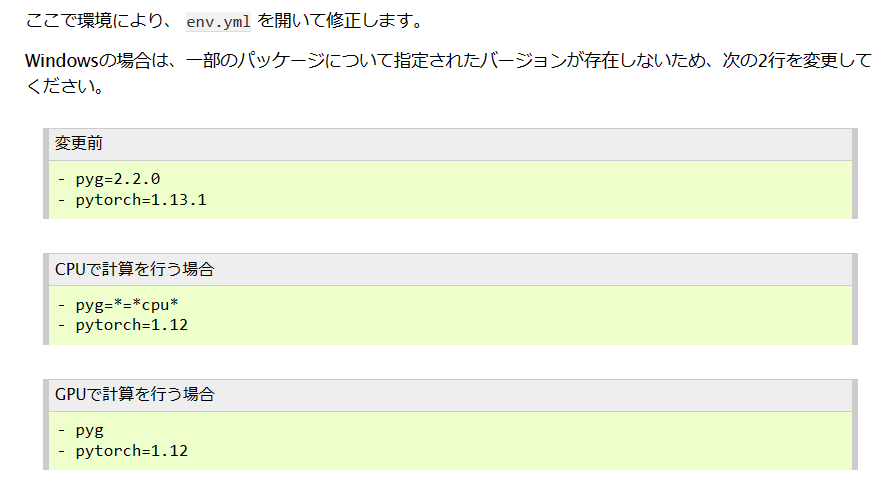 ここで環境により、 env.yml を開いて修正します。
Windowsの場合は、一部のパッケージについて指定されたバージョンが存在しないため、次の2行を変更して
ください。
変更前
- pyg=2.2.0
- pytorch=1.13.1
CPUで計算を行う場合
- pyg=*=*cpu*
- pytorch=1.12
GPUで計算を行う場合
- pyg
- pytorch=1.12